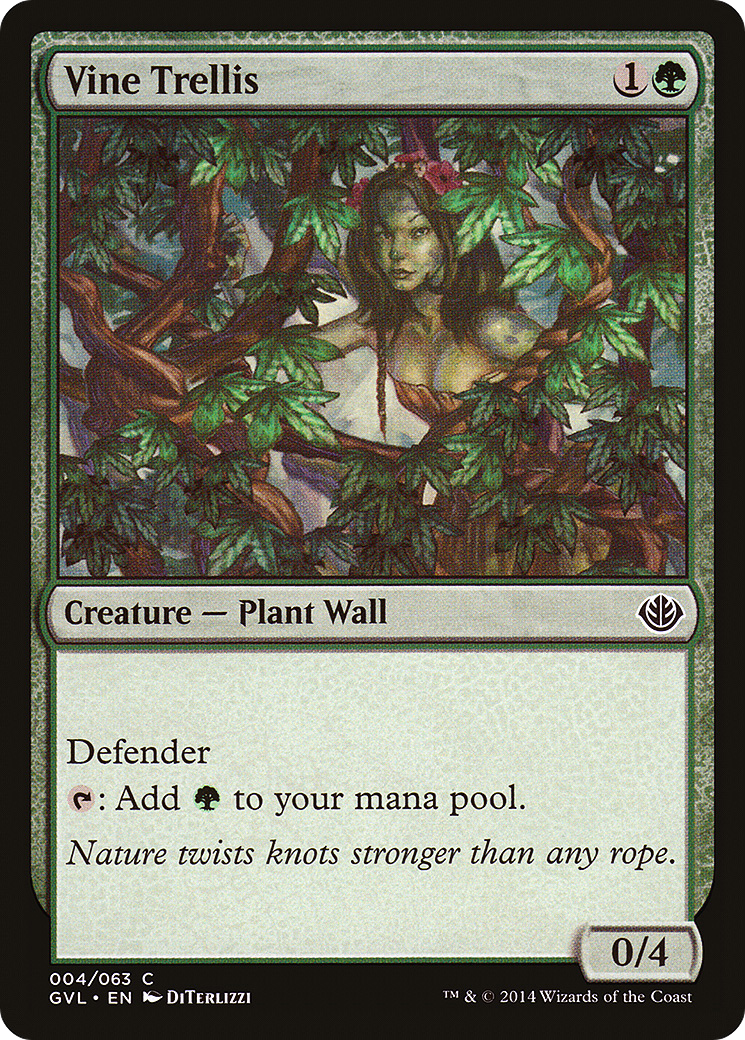 Vine Trellis 1
Creature — Plant Wall
Defender
: Add to your mana pool.
Nature twists knots stronger than any rope.
0/4
004/063 C
GVL • EN DiTerlizzi ™ & © 2014 Wizards of the Coast